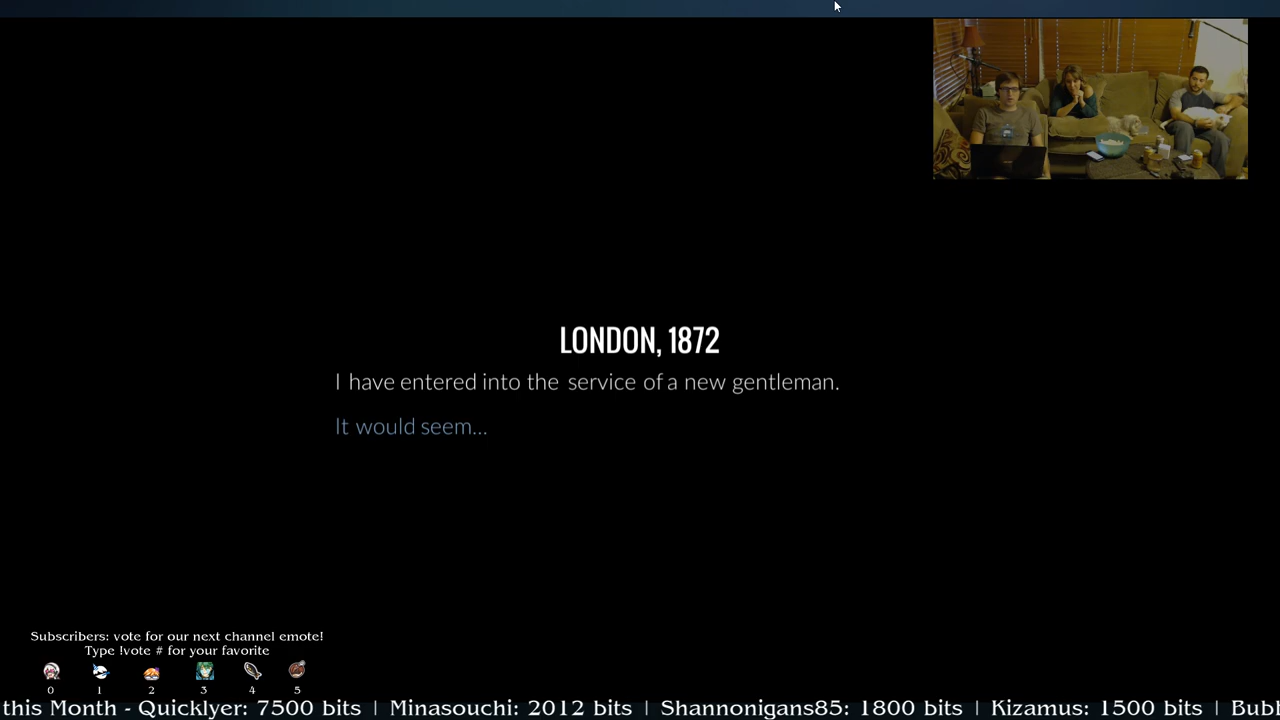 LONDON, 1872
I have entered into the service of a new gentleman.
It would seem...
Subscribers: vote for our next channel emote!
Type !vote # for your favorite
0 1 2 3 4 5
this Month - Quicklyer: 7500 bits | Minasouchi: 2012 bits | Shannonigans85: 1800 bits | Kizamus: 1500 bits |